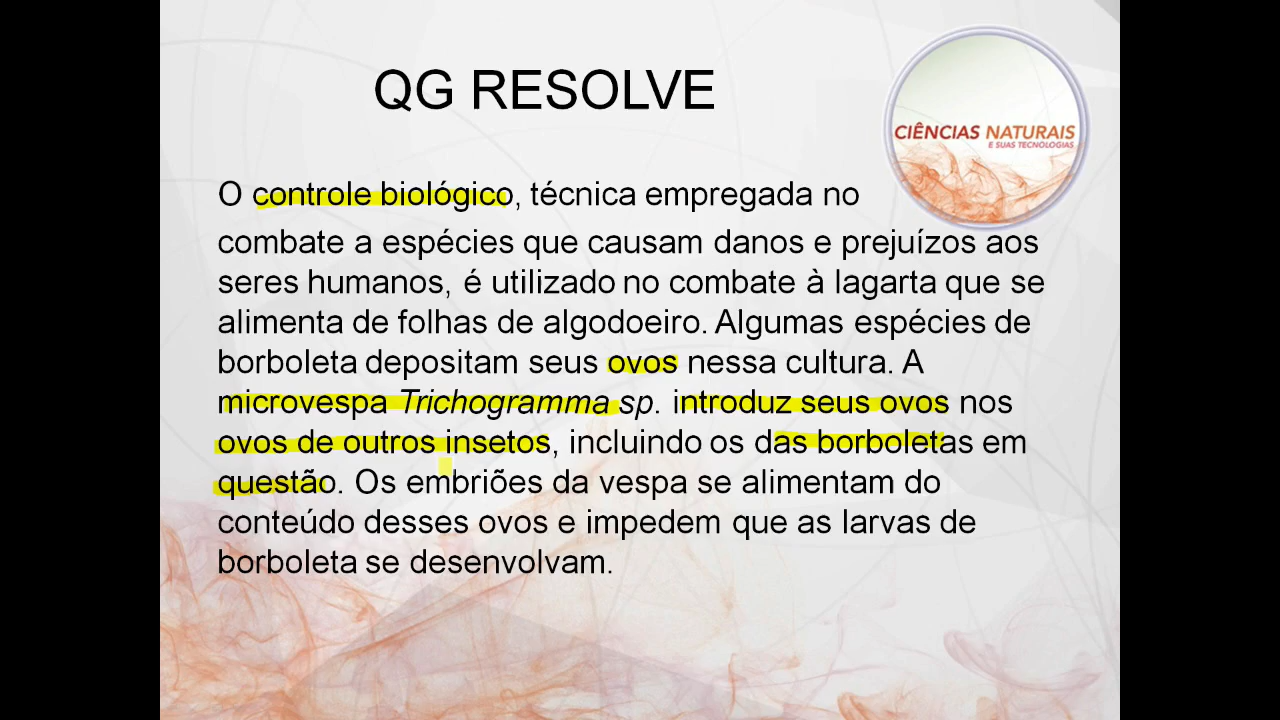 QG RESOLVE
CIÊNCIAS NATURAIS
E SUAS TECNOLOGIAS
O controle biológico, técnica empregada no
combate a espécies que causam danos e prejuízos aos
seres humanos, é utilizado no combate à lagarta que se
alimenta de folhas de algodoeiro. Algumas espécies de
borboleta depositam seus ovos nessa cultura. A
microvespa Trichogramma sp. introduz seus ovos nos
ovos de outros insetos, incluindo os das borboletas em
questão. Os embriões da vespa se alimentam do
conteúdo desses ovos e impedem que as larvas de
borboleta se desenvolvam.